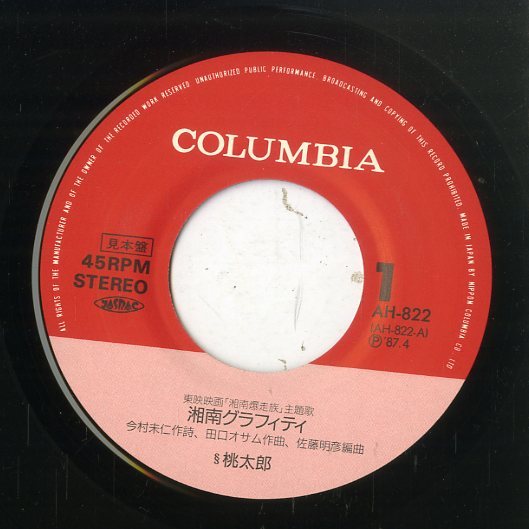 ALL RIGHTS OF THE MANUFACTURER AND OF THE OWNER OF THE RECORDED WORK RESERVED. UNAUTHORIZED PUBLIC PERFORMANCE. BROADCASTING AND COPYING OF THIS RECORD PROHIBITED. MADE IN JAPAN BY NIPPON COLUMBIA CO., LTD.
COLUMBIA
見本盤
45RPM
STEREO
JASRAC
1
AH-822
(AH-822-A)
Ⓟ'87.4
東映映画「湘南爆走族」主題歌
湘南グラフィティ
今村未仁作詩、田口オサム作曲、佐藤明彦編曲
§桃太郎